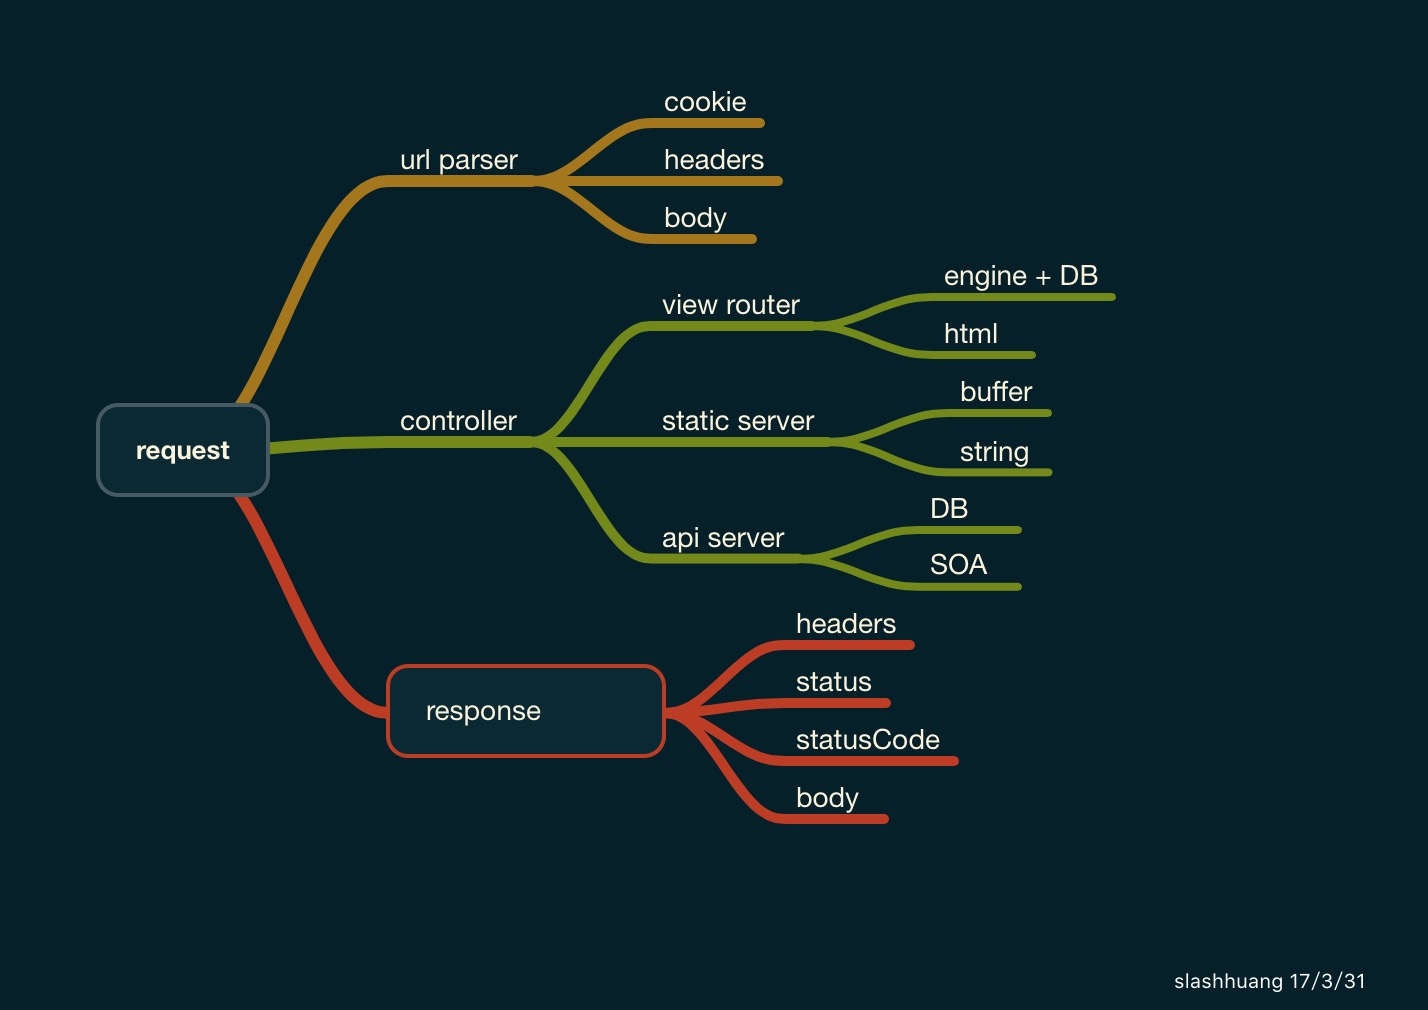 cookie
url parser
headers
body
engine + DB
view router
html
buffer
controller
static server
string
request
DB
api server
SOA
headers
status
response
statusCode
body
slashhuang 17/3/31